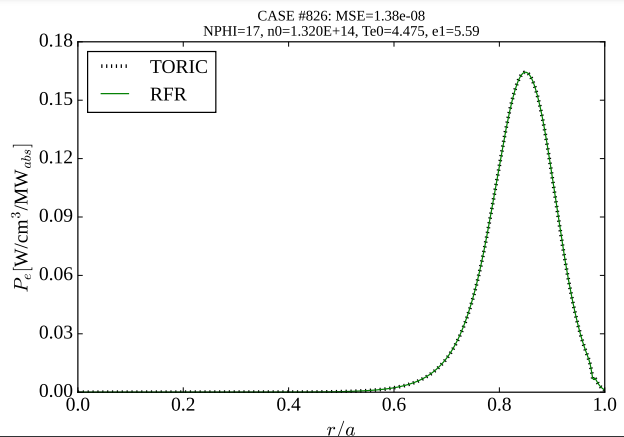 CASE #826: MSE=1.38e-08
NPHI=17, n0=1.320E+14, Te0=4.475, e1=5.59
0.18
TORIC
RFR
0.15
0.12
P_e[W/cm^3/MW_{abs}]
0.09
0.06
0.03
0.00
0.0 0.2 0.4 0.6 0.8 1.0
r/a